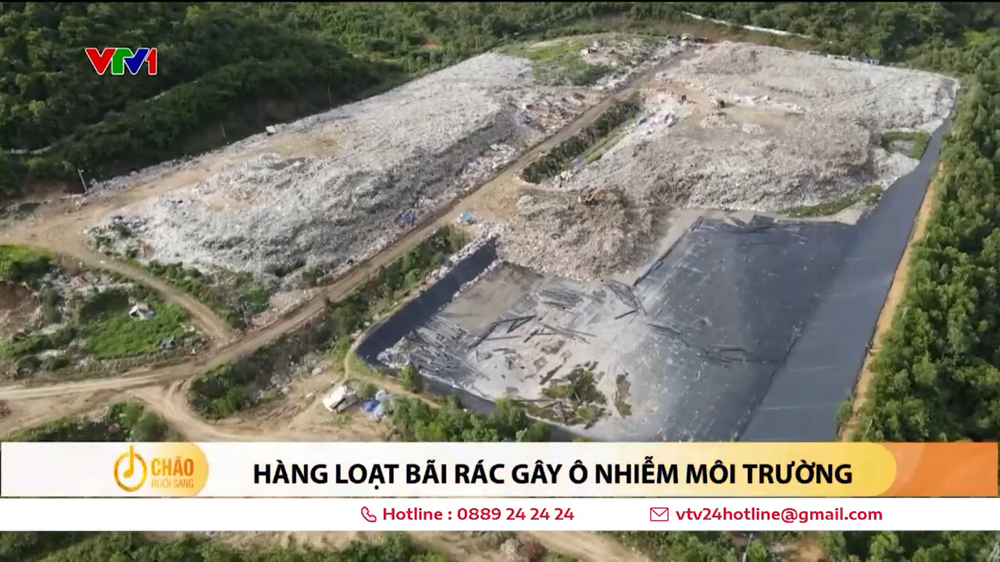 VTV1
CHÀO
BUỔI SÁNG
HÀNG LOẠT BÃI RÁC GÂY Ô NHIỄM MÔI TRƯỜNG
Hotline : 0889 24 24 24
vtv24hotline@gmail.com